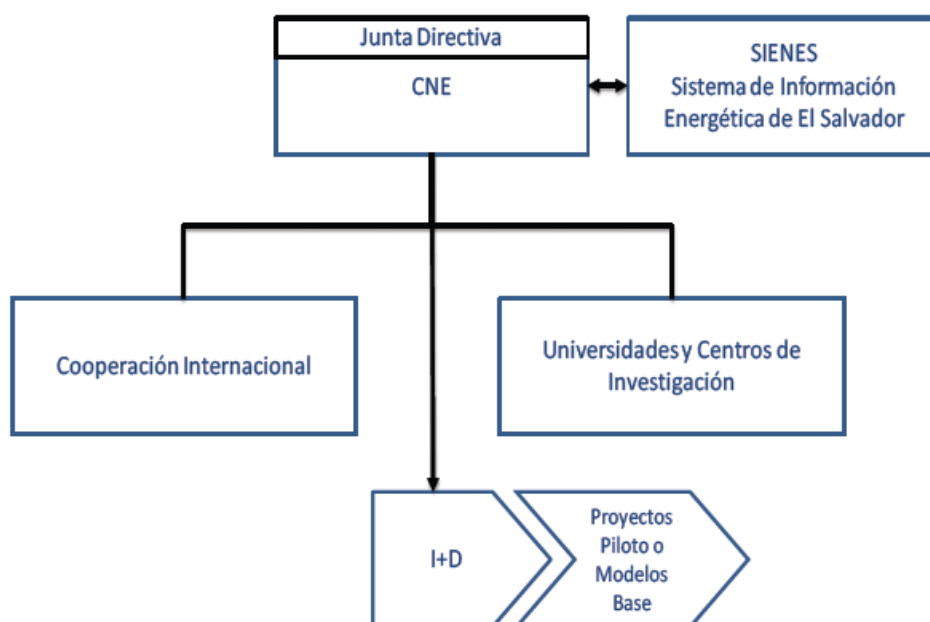 Junta Directiva
CNE
SIENES
Sistema de Información
Energética de El Salvador
Cooperación Internacional
Universidades y Centros de
Investigación
I+D
Proyectos
Piloto o
Modelos
Base